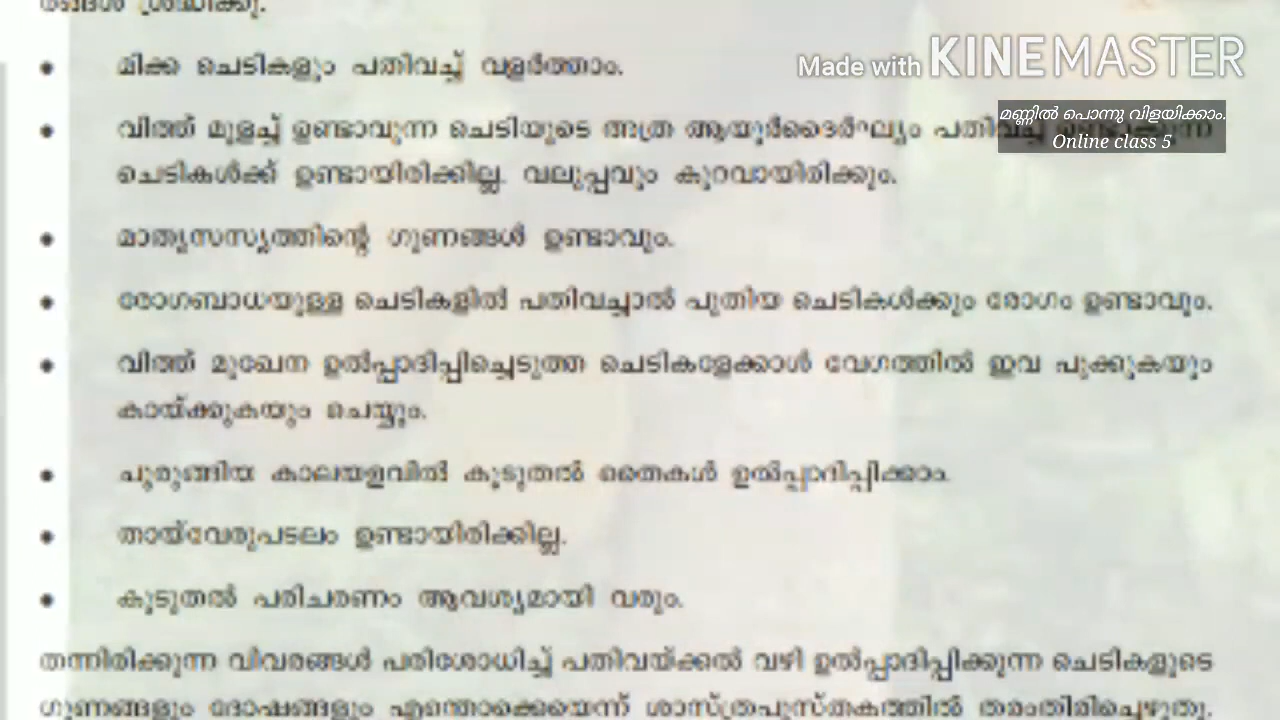 രങ്ങൾ ശ്രദ്ധിക്കൂ.
• മിക്ക ചെടികളും പതിവച്ച് വളർത്താം.
Made with KINEMASTER
മണ്ണിൽ പൊന്നു വിളയിക്കാം.
Online class 5
• വിത്ത് മുളച്ച് ഉണ്ടാവുന്ന ചെടിയുടെ അത്ര ആയുർദൈർഘ്യം പതിവച്ച്
ചെടികൾക്ക് ഉണ്ടായിരിക്കില്ല. വലുപ്പവും കുറവായിരിക്കും.
• മാതൃസസ്യത്തിന്റെ ഗുണങ്ങൾ ഉണ്ടാവും.
• രോഗബാധയുള്ള ചെടികളിൽ പതിവച്ചാൽ പുതിയ ചെടികൾക്കും രോഗം ഉണ്ടാവും.
• വിത്ത് മുഖേന ഉൽപ്പാദിപ്പിച്ചെടുത്ത ചെടികളേക്കാൾ വേഗത്തിൽ ഇവ പൂക്കുകയും
കായ്ക്കുകയും ചെയ്യും.
• ചുരുങ്ങിയ കാലയളവിൽ കൂടുതൽ തൈകൾ ഉൽപ്പാദിപ്പിക്കാം.
• തായ്‌വേരുപടലം ഉണ്ടായിരിക്കില്ല.
• കൂടുതൽ പരിചരണം ആവശ്യമായി വരും.
തന്നിരിക്കുന്ന വിവരങ്ങൾ പരിശോധിച്ച് പതിവയ്ക്കൽ വഴി ഉൽപ്പാദിപ്പിക്കുന്ന ചെടികളുടെ
ഗുണങ്ങളും ദോഷങ്ങളും എന്തൊക്കെയെന്ന് ശാസ്ത്രപുസ്തകത്തിൽ തരംതിരിച്ചെഴുതൂ.